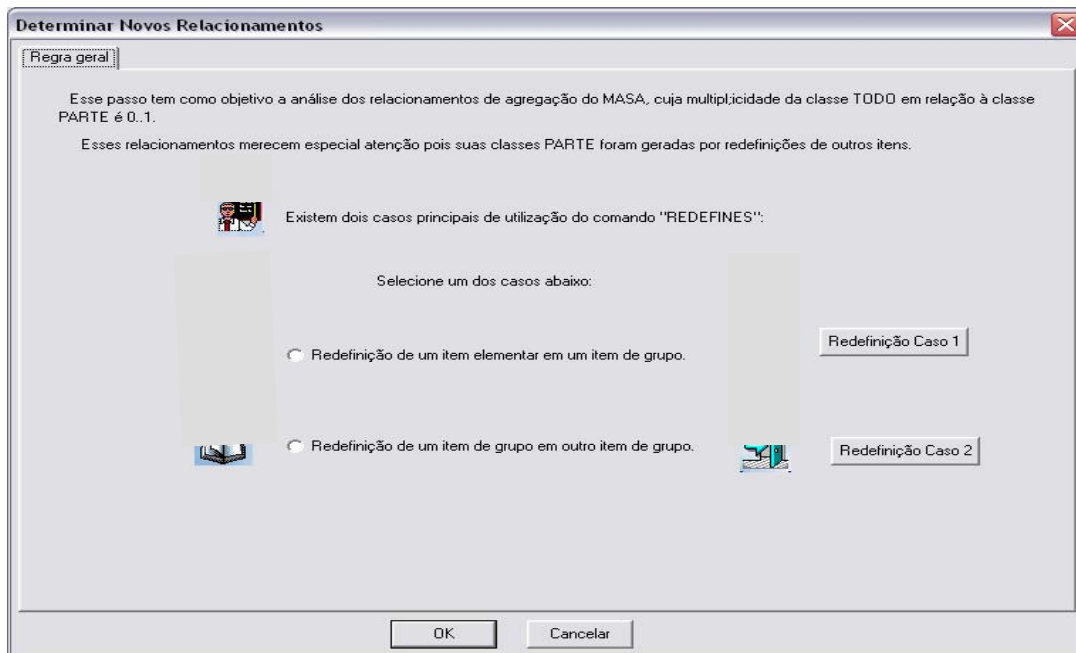 Determinar Novos Relacionamentos
Regra geral
Esse passo tem como objetivo a análise dos relacionamentos de agregação do MASA, cuja multipl;icidade da classe TODO em relação à classe
PARTE é 0..1.
Esses relacionamentos merecem especial atenção pois suas classes PARTE foram geradas por redefinições de outros itens.
Existem dois casos principais de utilização do comando "REDEFINES":
Selecione um dos casos abaixo:
Redefinição de um item elementar em um item de grupo.
Redefinição Caso 1
Redefinição de um item de grupo em outro item de grupo.
Redefinição Caso 2
OK
Cancelar